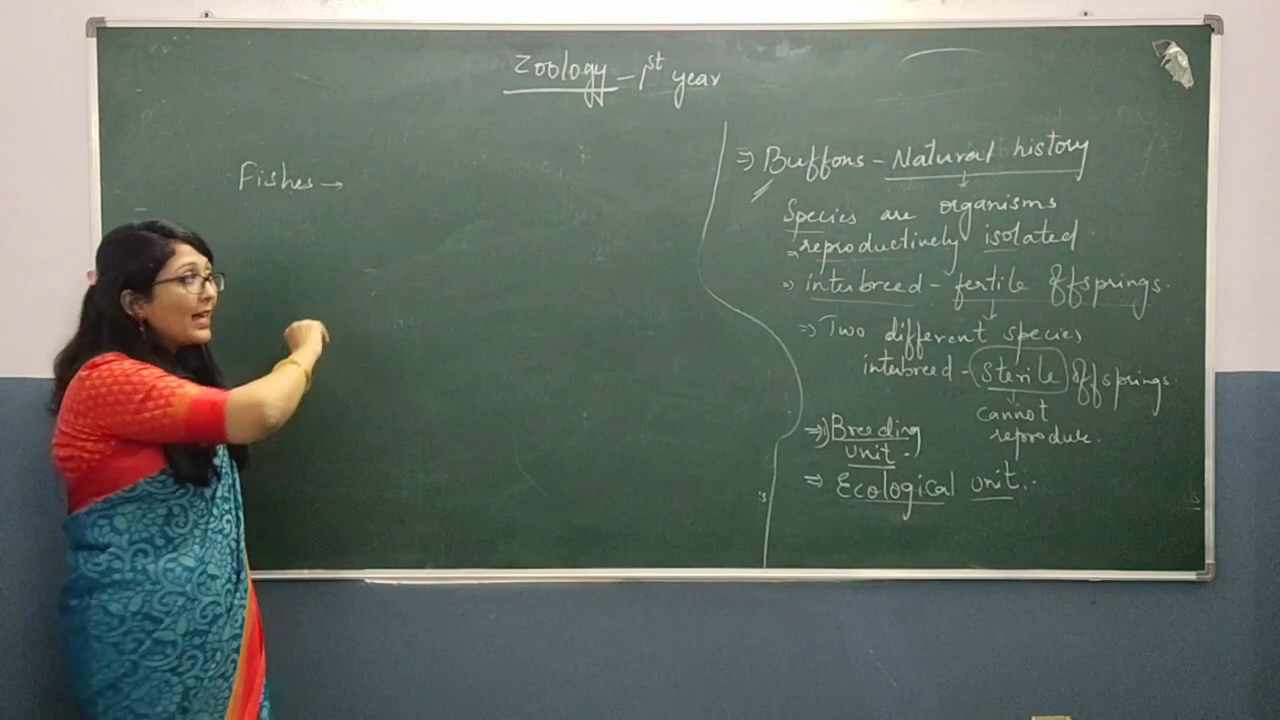 Zoology - 1st year
Fishes →
⇒ Buffons - Natural history
Species are organisms
→ reproductively isolated
⇒ interbreed - fertile offsprings.
⇒ Two different species
interbreed - Sterile offsprings.
cannot
reproduce.
⇒ Breeding
unit.
⇒ Ecological unit.